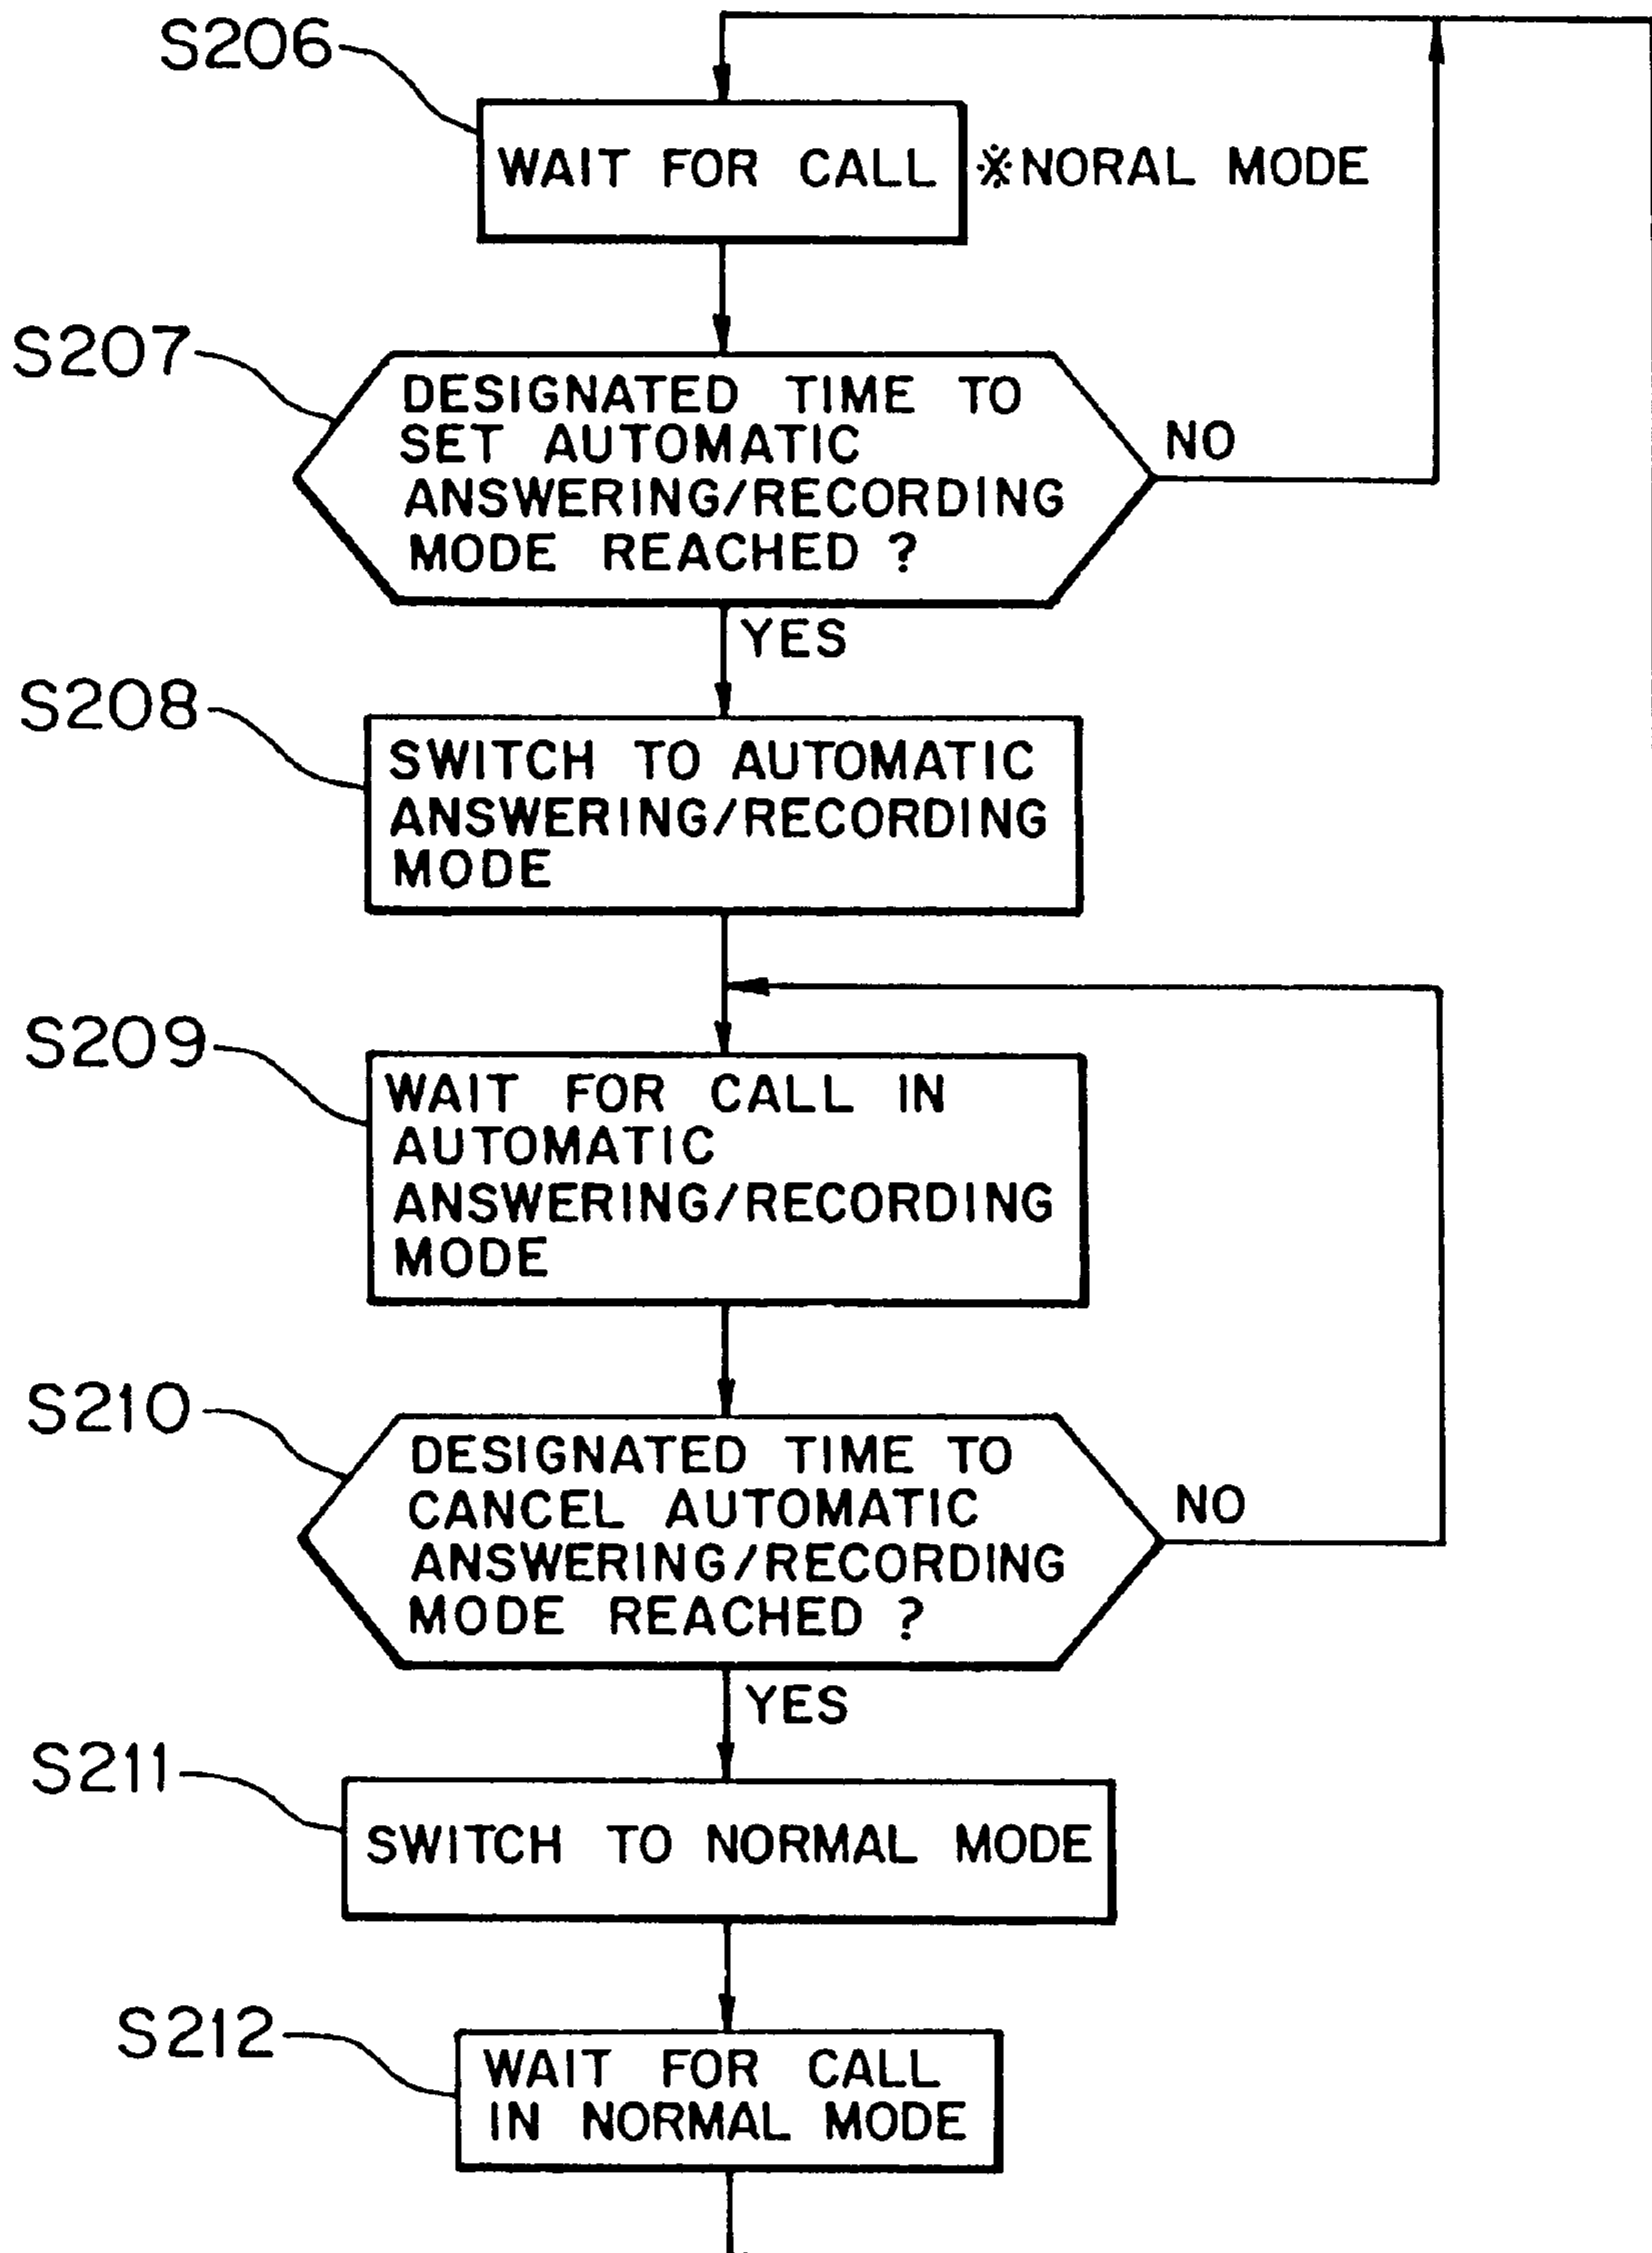 S206
WAIT FOR CALL
※NORAL MODE
S207
DESIGNATED TIME TO
SET AUTOMATIC
ANSWERING/RECORDING
MODE REACHED ?
NO
YES
S208
SWITCH TO AUTOMATIC
ANSWERING/RECORDING
MODE
S209
WAIT FOR CALL IN
AUTOMATIC
ANSWERING/RECORDING
MODE
S210
DESIGNATED TIME TO
CANCEL AUTOMATIC
ANSWERING/RECORDING
MODE REACHED ?
NO
YES
S211
SWITCH TO NORMAL MODE
S212
WAIT FOR CALL
IN NORMAL MODE